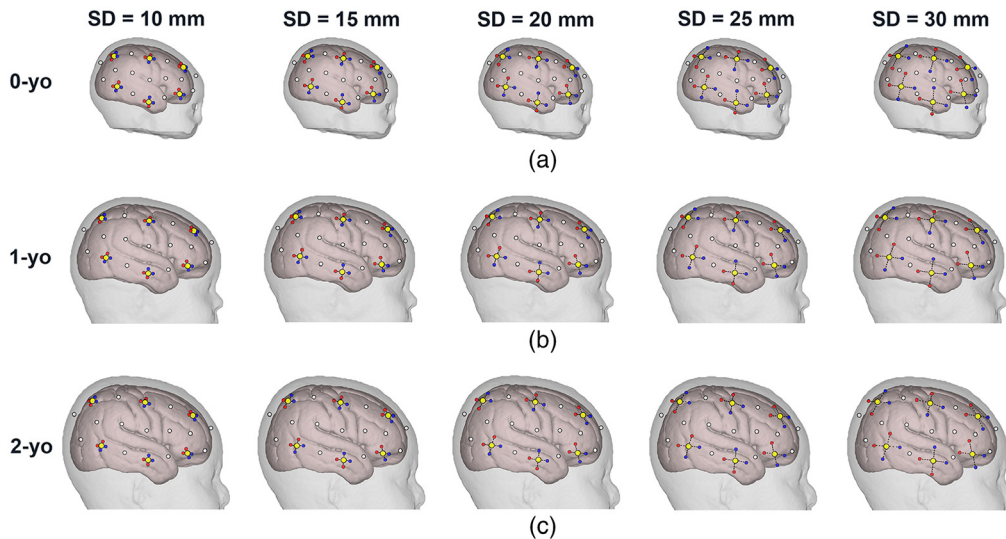 SD = 10 mm SD = 15 mm SD = 20 mm SD = 25 mm SD = 30 mm
0-yo
(a)
1-yo
(b)
2-yo
(c)